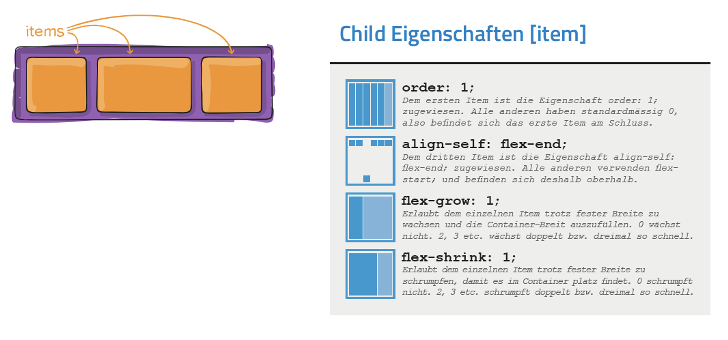 items
Child Eigenschaften [item]
order: 1;
Dem ersten Item ist die Eigenschaft order: 1;
zugewiesen. Alle anderen haben standardmässig 0,
also befindet sich das erste Item am Schluss.
align-self: flex-end;
Dem dritten Item ist die Eigenschaft align-self:
flex-end; zugewiesen. Alle anderen verwenden flex-
start; und befinden sich deshalb oberhalb.
flex-grow: 1;
Erlaubt dem einzelnen Item trotz fester Breite zu
wachsen und die Container-Breit auszufüllen. 0 wächst
nicht. 2, 3 etc. wächst doppelt bzw. dreimal so schnell.
flex-shrink: 1;
Erlaubt dem einzelnen Item trotz fester Breite zu
schrumpfen, damit es im Container platz findet. 0 schrumpft
nicht. 2, 3 etc. schrumpft doppelt bzw. dreimal so schnell.